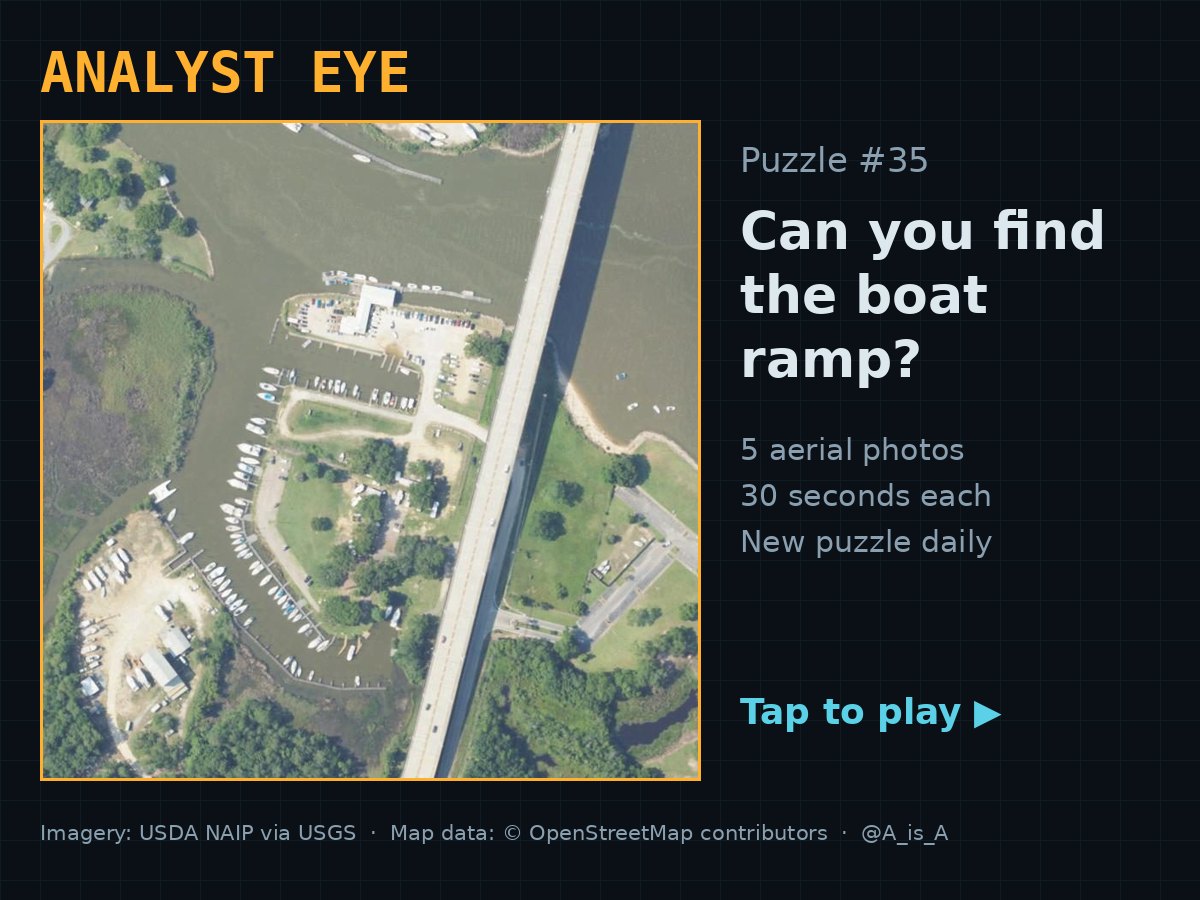 ANALYST EYE
Puzzle #35
Can you find
the boat
ramp?
5 aerial photos
30 seconds each
New puzzle daily
Tap to play ▶
Imagery: USDA NAIP via USGS · Map data: © OpenStreetMap contributors · @A_is_A